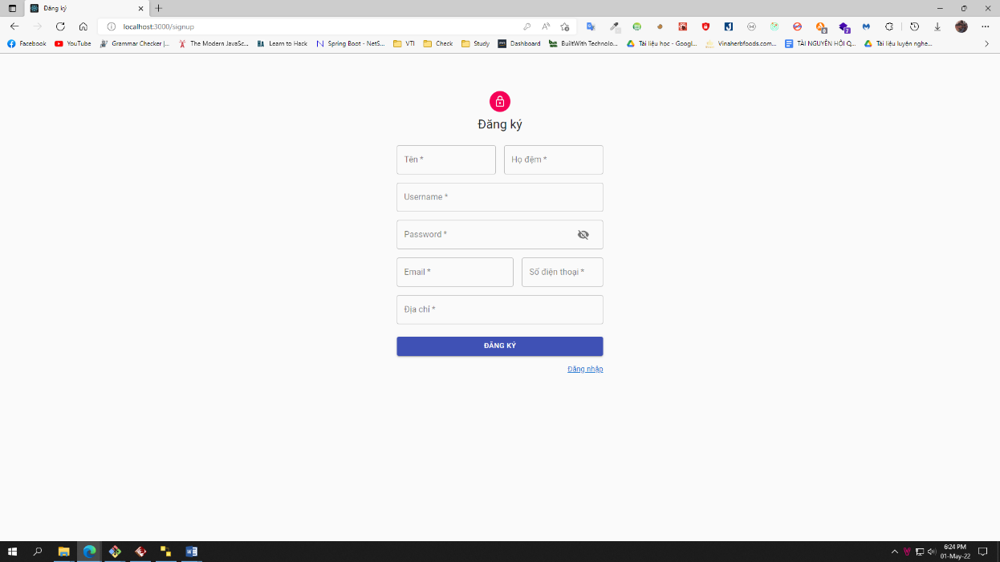 Đăng ký
localhost:3000/signup
Facebook YouTube Grammar Checker |... The Modern JavaSc... Learn to Hack Spring Boot - NetS... VTI Check Study Dashboard BuiltWith Technolo... Tài liệu học - Googl... Vinaherbfoods.com... TÀI NGUYÊN HỘI Q... Tài liệu luyện nghe...
Đăng ký
Tên * Họ đệm *
Username *
Password *
Email * Số điện thoại *
Địa chỉ *
ĐĂNG KÝ
Đăng nhập
6:24 PM
01-May-22